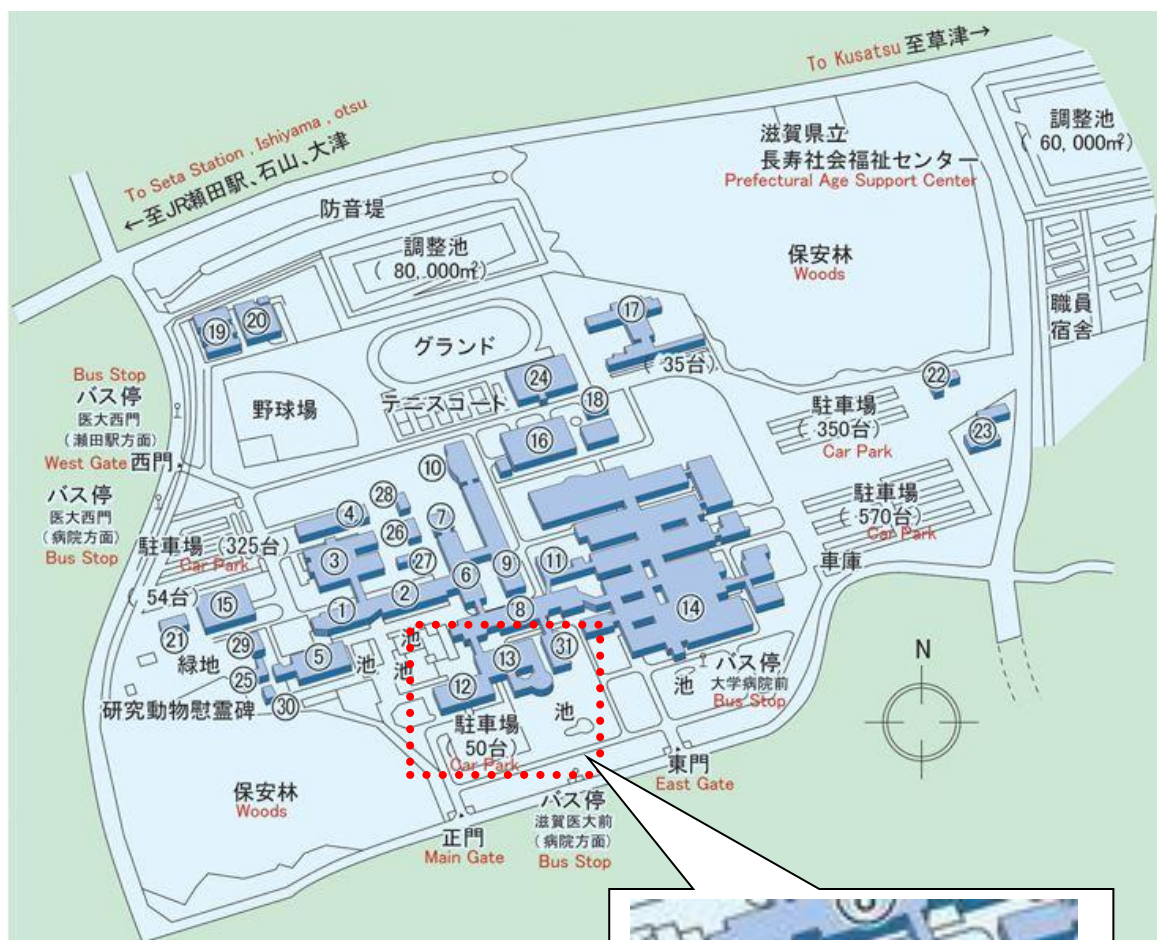 To Kusatsu 至草津→
To Seta Station , Ishiyama , otsu
←至JR瀬田駅、石山、大津
滋賀県立
長寿社会福祉センター
Prefectural Age Support Center
調整池
( 60,000㎡)
防音堤
調整池
( 80,000㎡)
保安林
Woods
職員
宿舎
⑰
⑲
⑳
グランド
( 35台)
㉔
㉒
Bus Stop
バス停
医大西門
(瀬田駅方面)
野球場
テニスコート
⑱
駐車場
( 350台)
Car Park
㉓
West Gate 西門
⑯
⑩
バス停
医大西門
(病院方面)
Bus Stop
㉘
④
⑦
㉖
駐車場
( 570台)
Car Park
駐車場 (325台
Car Park
③
㉗
⑥
⑨
⑪
車庫
( 54台)
⑮
①
②
⑧
⑭
㉑
㉙
緑地
⑤
池
池
池
⑬
㉛
バス停
大学病院前
Bus Stop
池
N
㉕
研究動物慰霊碑
㉚
⑫
駐車場
( 50台)
Car Park
池
東門
East Gate
保安林
Woods
正門
Main Gate
バス停
滋賀医大前
(病院方面)
Bus Stop